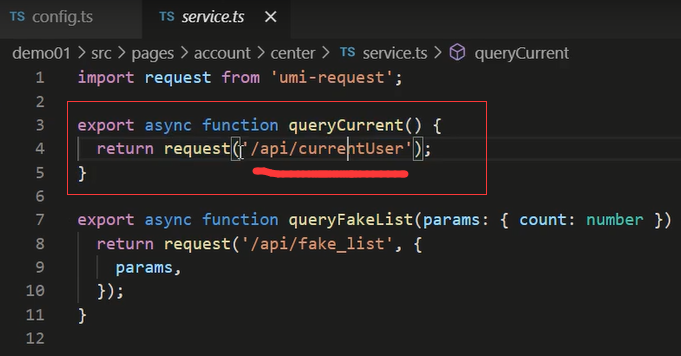 TS config.ts TS service.ts ×
demo01 > src > pages > account > center > TS service.ts > queryCurrent
1 import request from 'umi-request';
2
3 export async function queryCurrent() {
4 return request('/api/currentUser');
5 }
6
7 export async function queryFakeList(params: { count: number })
8 return request('/api/fake_list', {
9 params,
10 });
11 }
12